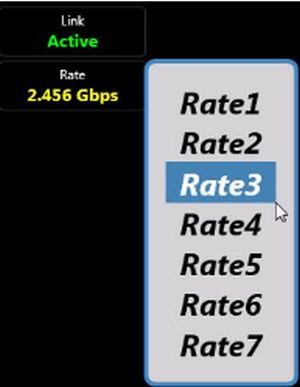 Link
Active
Rate
2.456 Gbps
Rate1
Rate2
Rate3
Rate4
Rate5
Rate6
Rate7